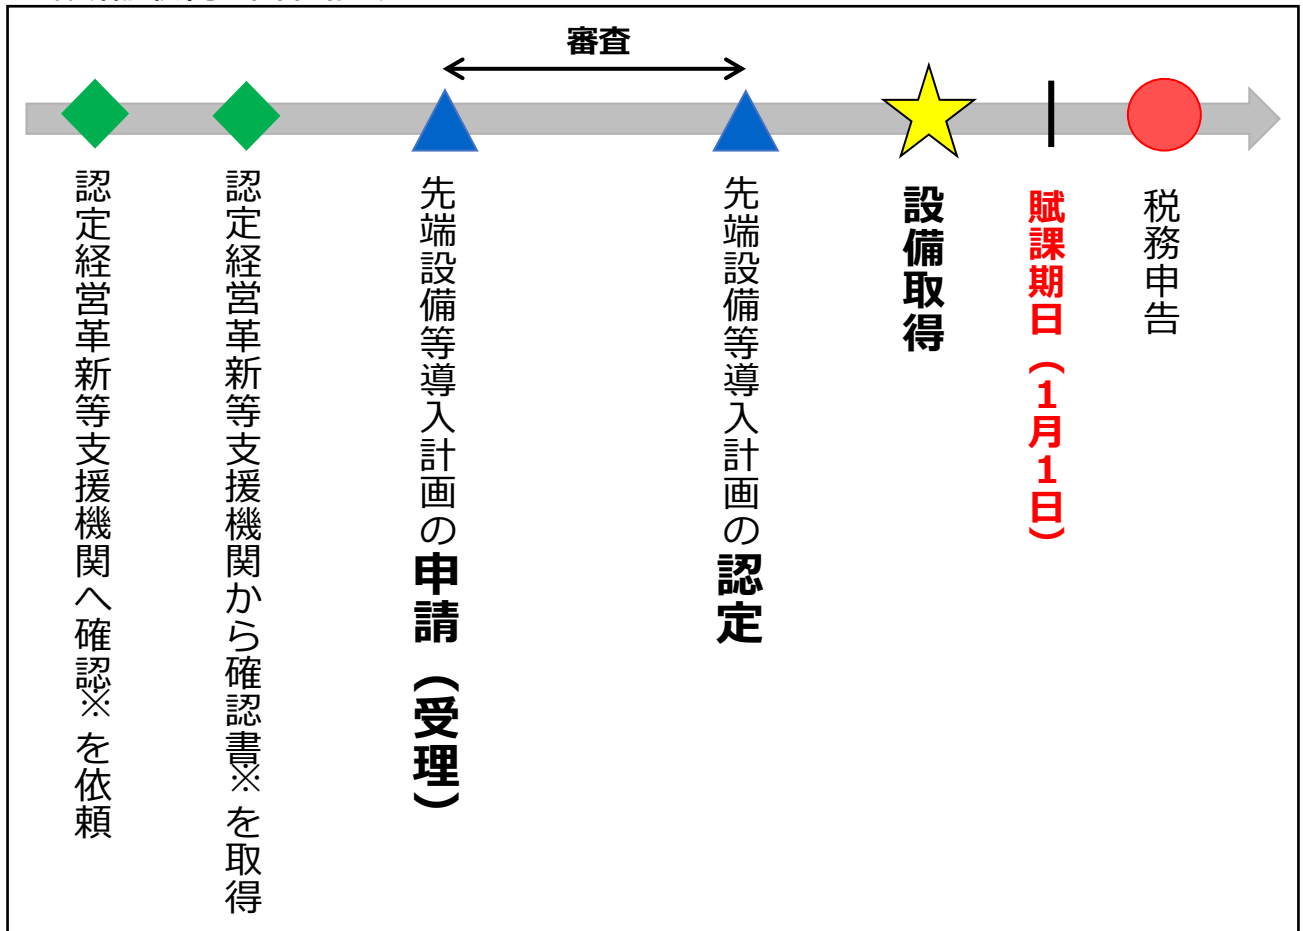 審査
認定経営革新等支援機関へ確認※を依頼
認定経営革新等支援機関から確認書※を取得
先端設備等導入計画の申請（受理）
先端設備等導入計画の認定
設備取得
賦課期日（１月１日）
税務申告